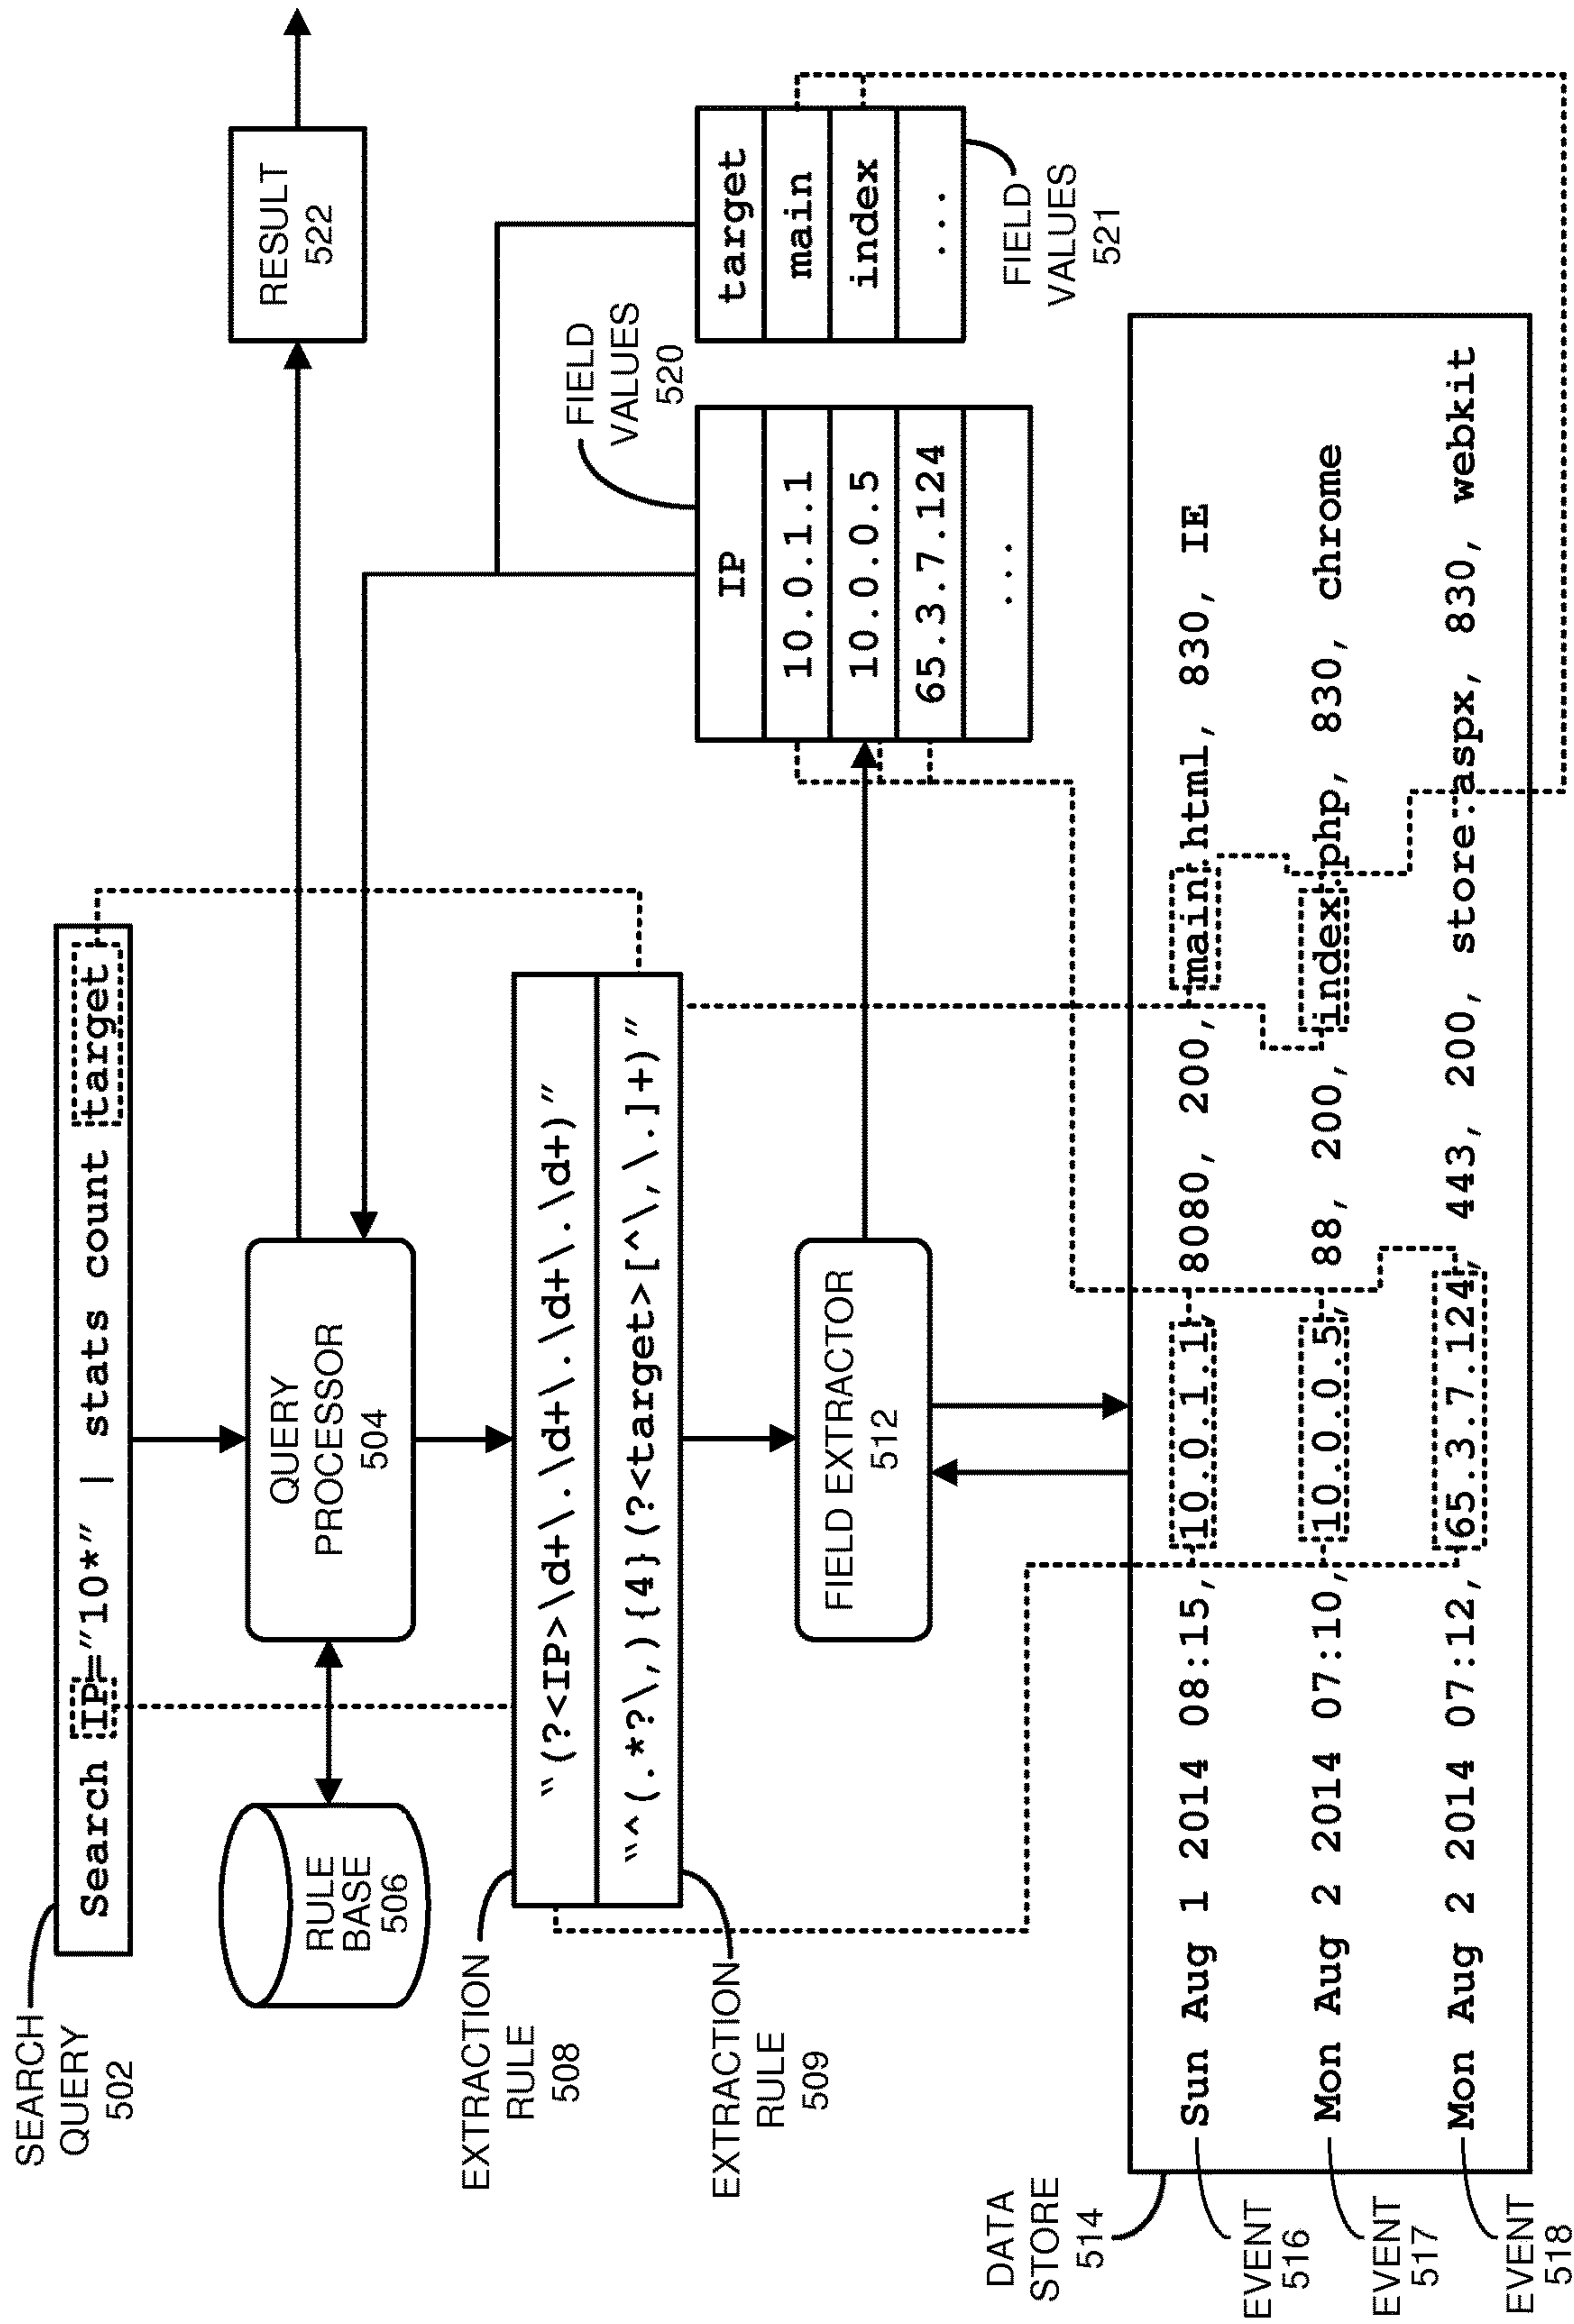 SEARCH
QUERY
502
Search IP="10*" | stats count target
RULE
BASE
506
QUERY
PROCESSOR
504
RESULT
522
EXTRACTION
RULE
508
"(?<IP>\d+\.\d+\.\d+\.\d+)"
"^(.*?\,){4}(?<target>[^\,\.]+)"
EXTRACTION
RULE
509
FIELD EXTRACTOR
512
FIELD
VALUES
520
IP
10.0.1.1
10.0.0.5
65.3.7.124
...
target
main
index
...
FIELD
VALUES
521
DATA
STORE
514
Sun Aug 1 2014 08:15, 10.0.1.1, 8080, 200, main.html, 830, IE
Mon Aug 2 2014 07:10, 10.0.0.5, 88, 200, index.php, 830, chrome
Mon Aug 2 2014 07:12, 65.3.7.124, 443, 200, store.aspx, 830, webkit
EVENT
516
EVENT
517
EVENT
518